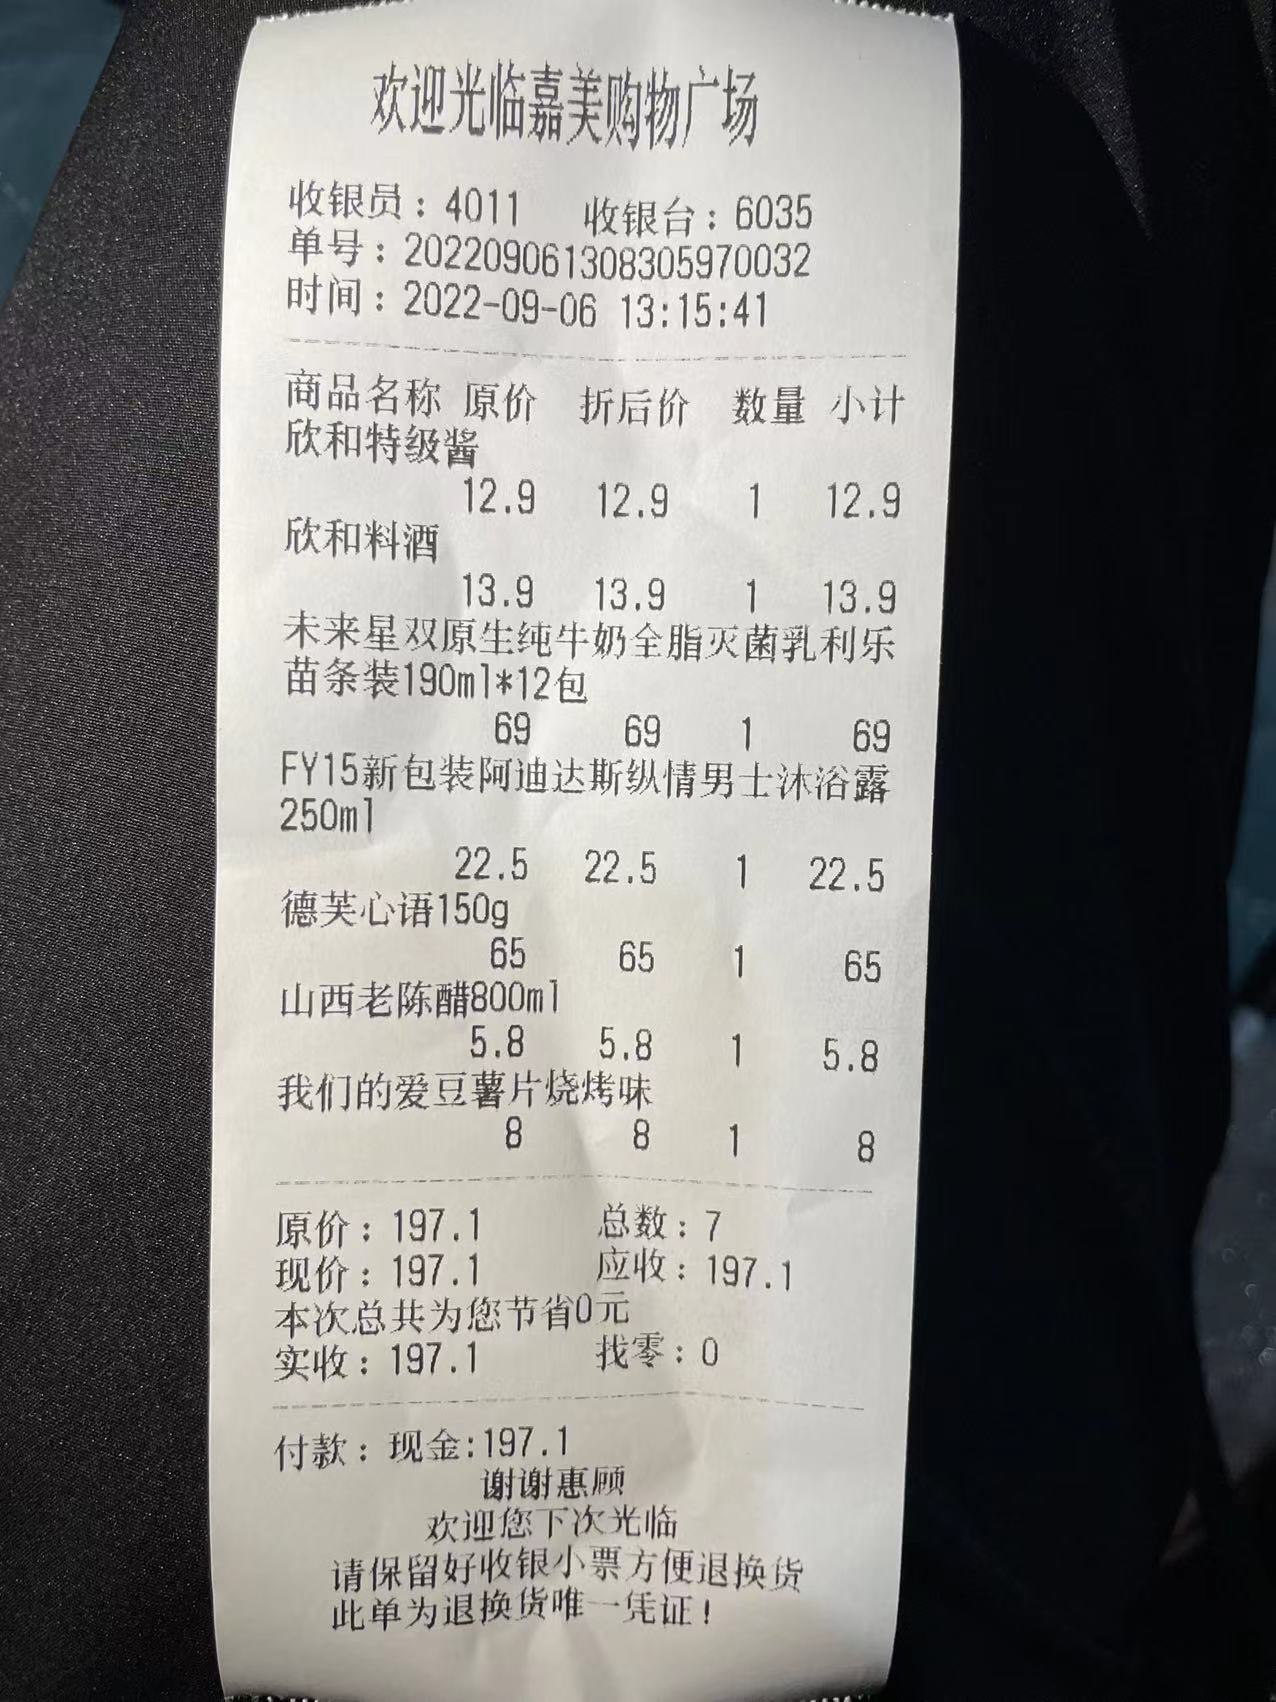 欢迎光临嘉美购物广场
收银员：4011 收银台：6035
单号：202209061308305970032
时间：2022-09-06 13:15:41
商品名称 原价 折后价 数量 小计
欣和特级酱
12.9 12.9 1 12.9
欣和料酒
13.9 13.9 1 13.9
未来星双原生纯牛奶全脂灭菌乳利乐
苗条装190ml*12包
69 69 1 69
FY15新包装阿迪达斯纵情男士沐浴露
250ml
22.5 22.5 1 22.5
德芙心语150g
65 65 1 65
山西老陈醋800ml
5.8 5.8 1 5.8
我们的爱豆薯片烧烤味
8 8 1 8
原价：197.1 总数：7
现价：197.1 应收：197.1
本次总共为您节省0元
实收：197.1 找零：0
付款：现金:197.1
谢谢惠顾
欢迎您下次光临
请保留好收银小票方便退换货
此单为退换货唯一凭证！